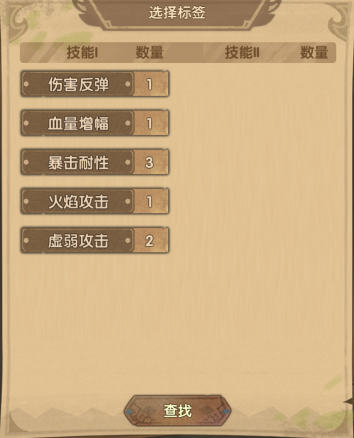 选择标签
技能I 数量 技能II 数量
伤害反弹 1
血量增幅 1
暴击耐性 3
火焰攻击 1
虚弱攻击 2
查找